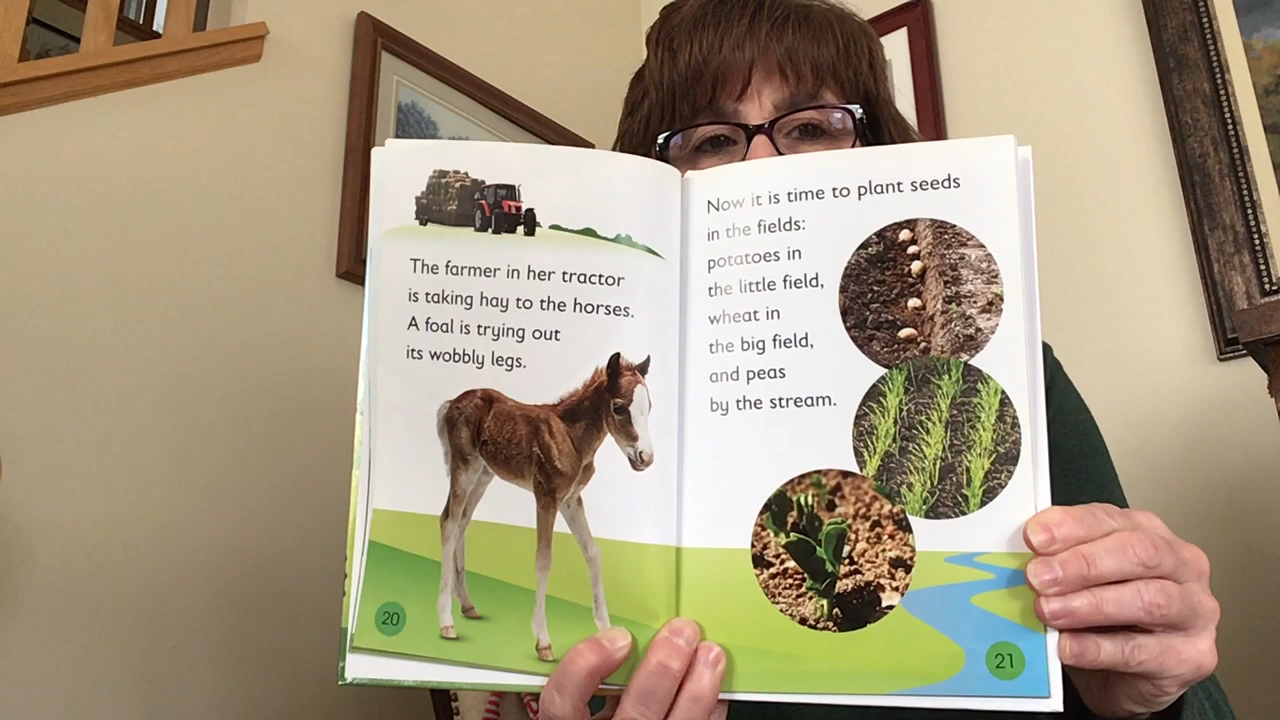 The farmer in her tractor
is taking hay to the horses.
A foal is trying out
its wobbly legs.
20
Now it is time to plant seeds
in the fields:
potatoes in
the little field,
wheat in
the big field,
and peas
by the stream.
21